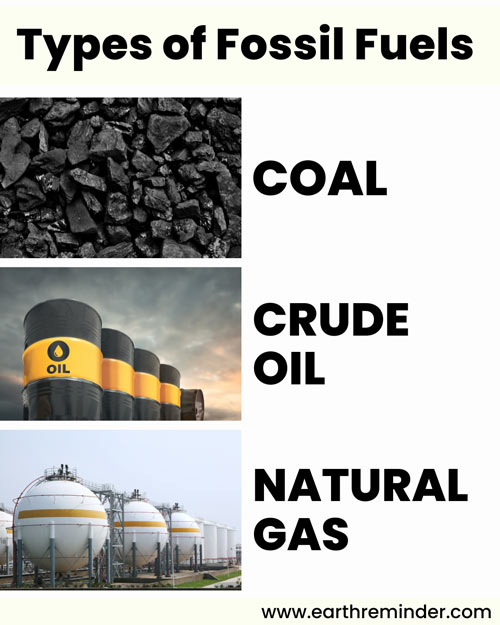 Types of Fossil Fuels
COAL
OIL
CRUDE
OIL
NATURAL
GAS
www.earthreminder.com